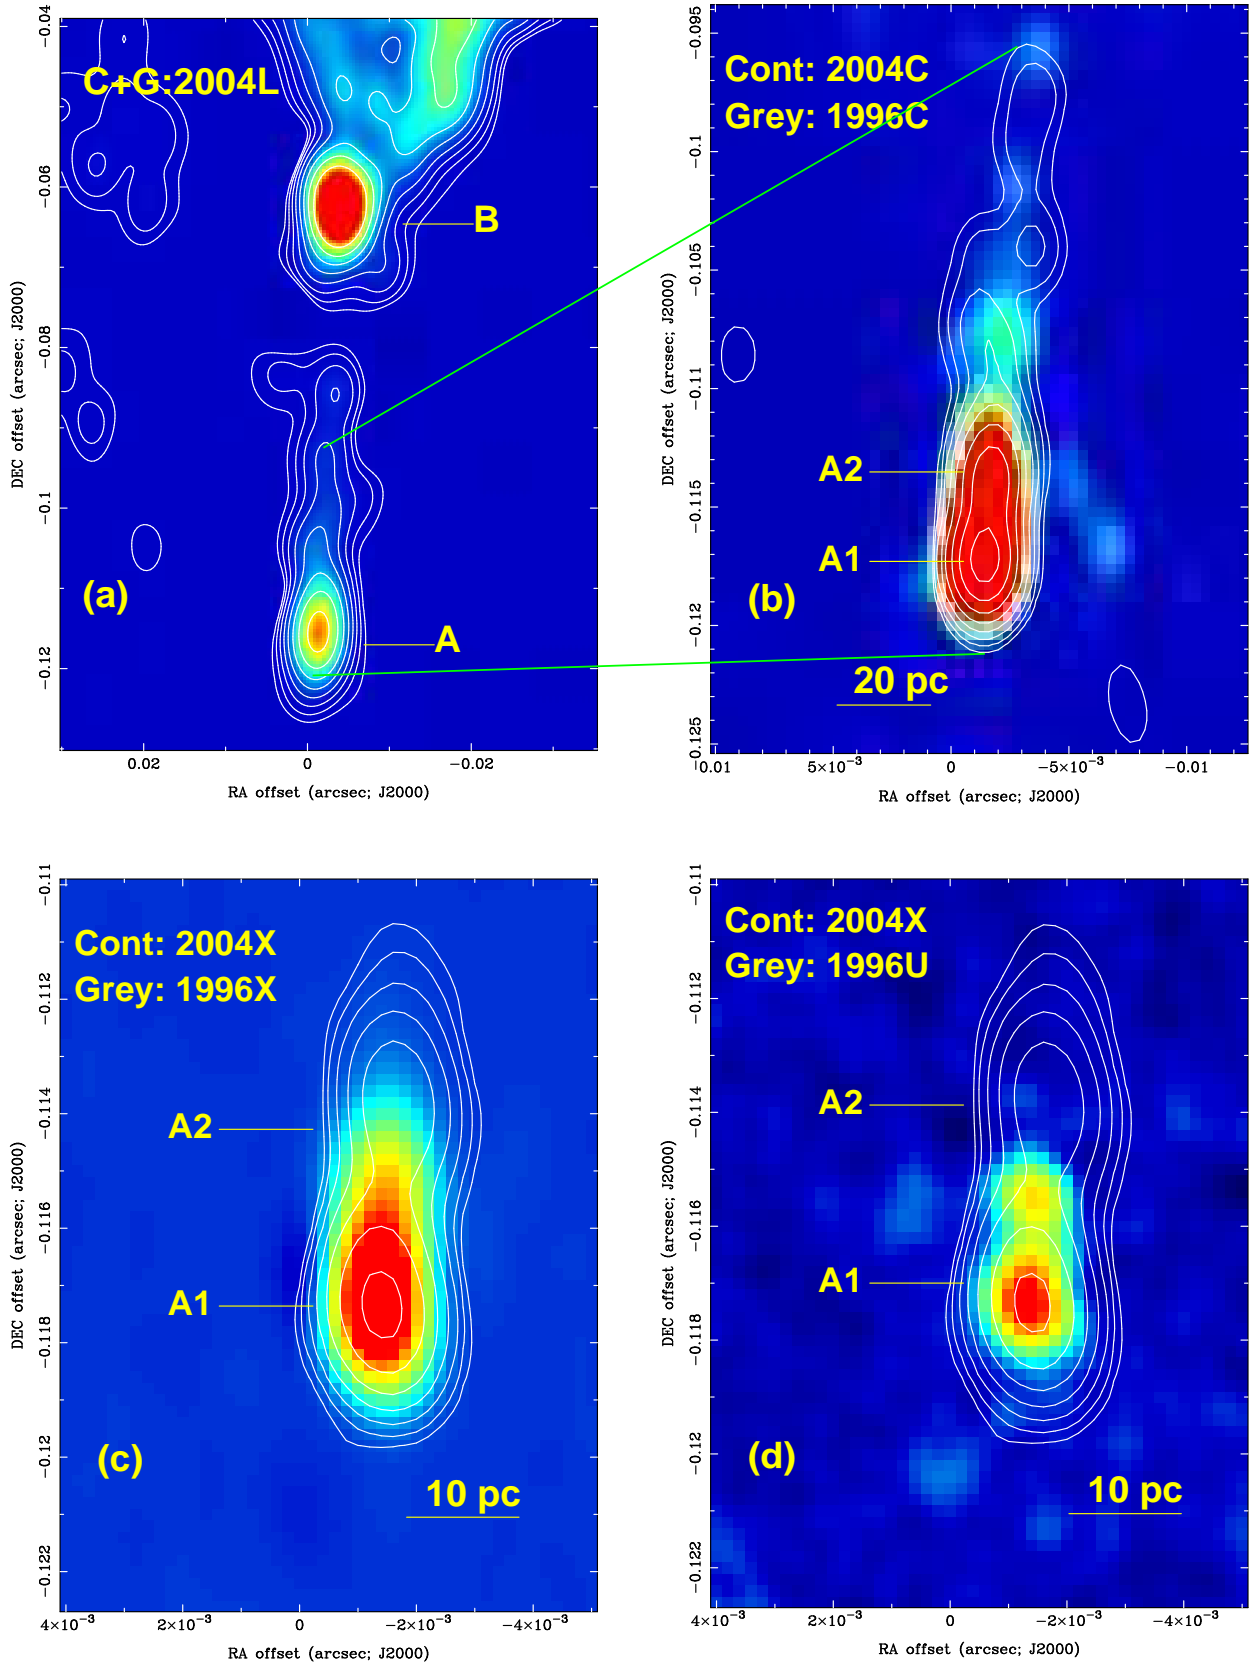 C+G:2004L
B
A
(a)
−0.04
−0.06
−0.08
−0.1
−0.12
DEC offset (arcsec; J2000)
0.02
0
−0.02
RA offset (arcsec; J2000)
Cont: 2004C
Grey: 1996C
A2
A1
(b)
20 pc
−0.095
−0.1
−0.105
−0.11
−0.115
−0.12
−0.125
DEC offset (arcsec; J2000)
0.01
5×10⁻³
0
−5×10⁻³
−0.01
RA offset (arcsec; J2000)
Cont: 2004X
Grey: 1996X
A2
A1
(c)
10 pc
−0.11
−0.112
−0.114
−0.116
−0.118
−0.12
−0.122
DEC offset (arcsec; J2000)
4×10⁻³
2×10⁻³
0
−2×10⁻³
−4×10⁻³
RA offset (arcsec; J2000)
Cont: 2004X
Grey: 1996U
A2
A1
(d)
10 pc
−0.11
−0.112
−0.114
−0.116
−0.118
−0.12
−0.122
DEC offset (arcsec; J2000)
4×10⁻³
2×10⁻³
0
−2×10⁻³
−4×10⁻³
RA offset (arcsec; J2000)